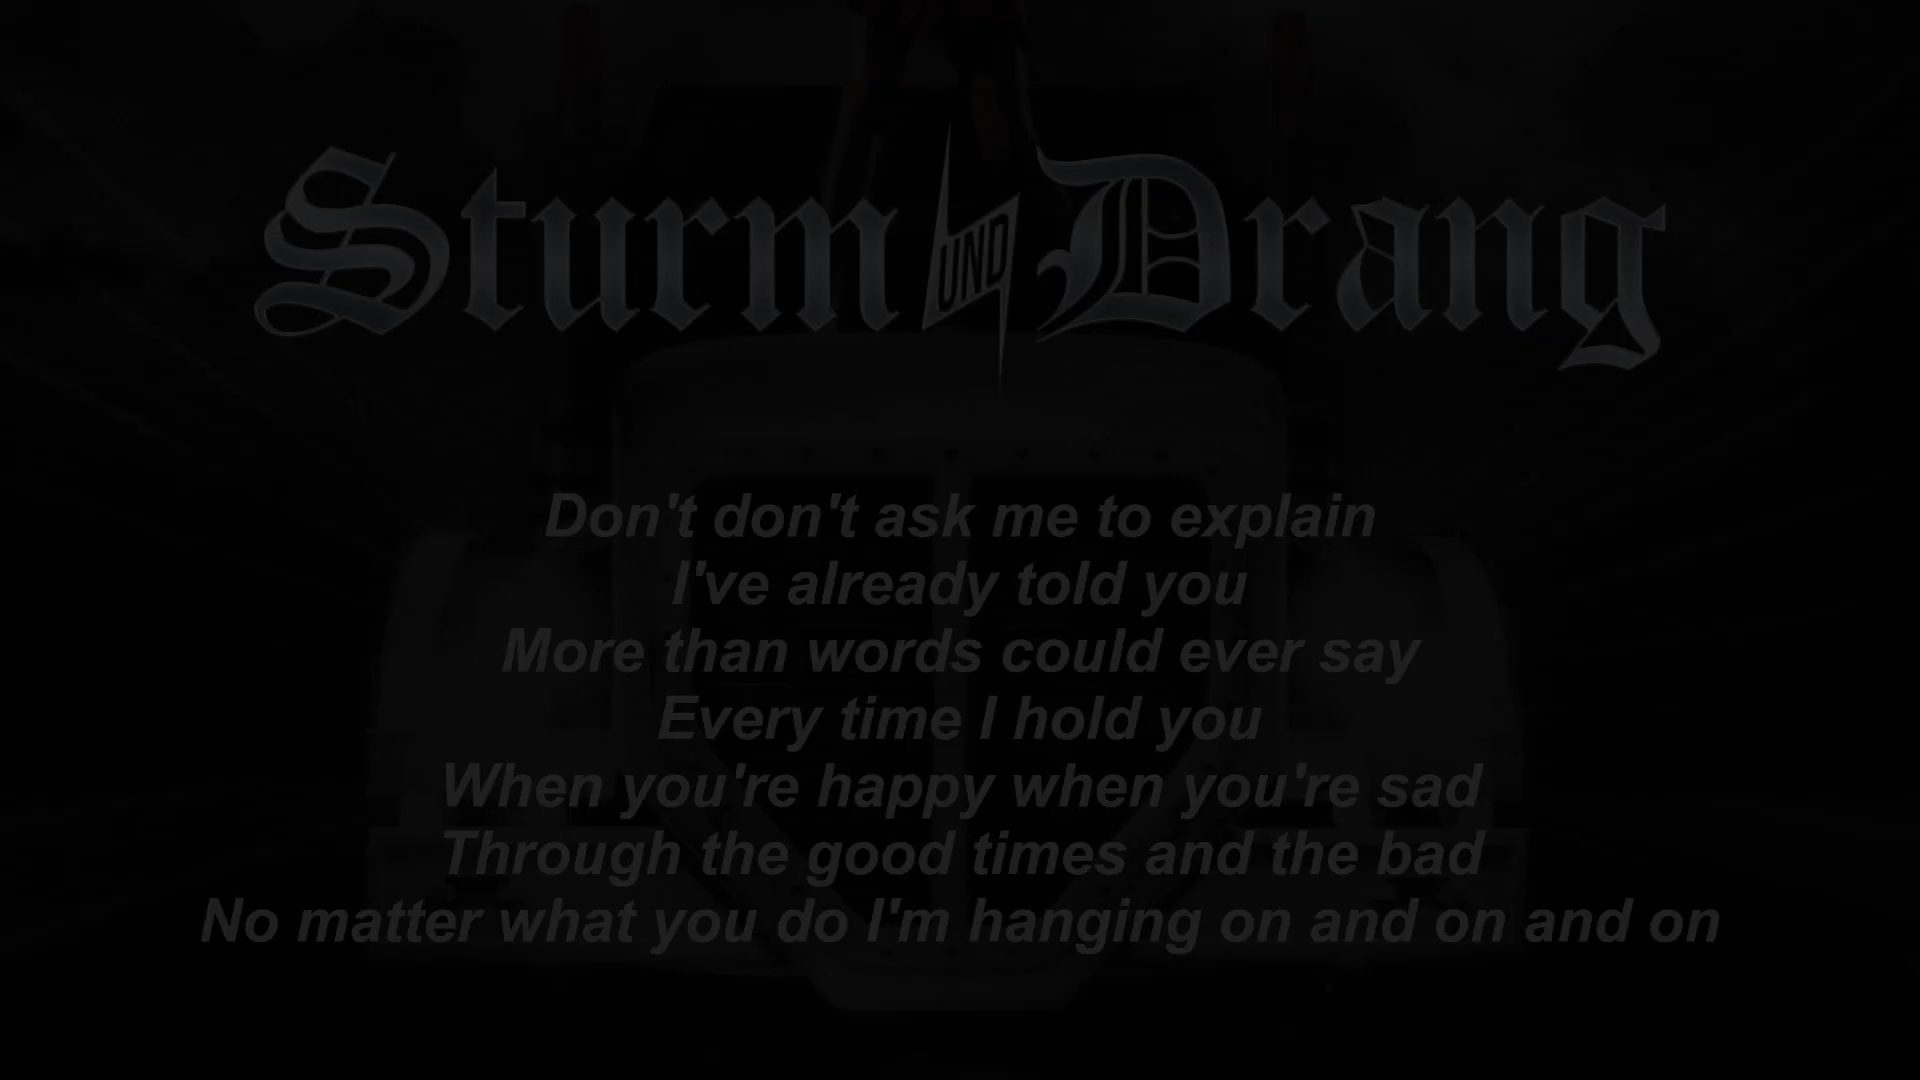 Sturm UND Drang
Don't don't ask me to explain
I've already told you
More than words could ever say
Every time I hold you
When you're happy when you're sad
Through the good times and the bad
No matter what you do I'm hanging on and on and on